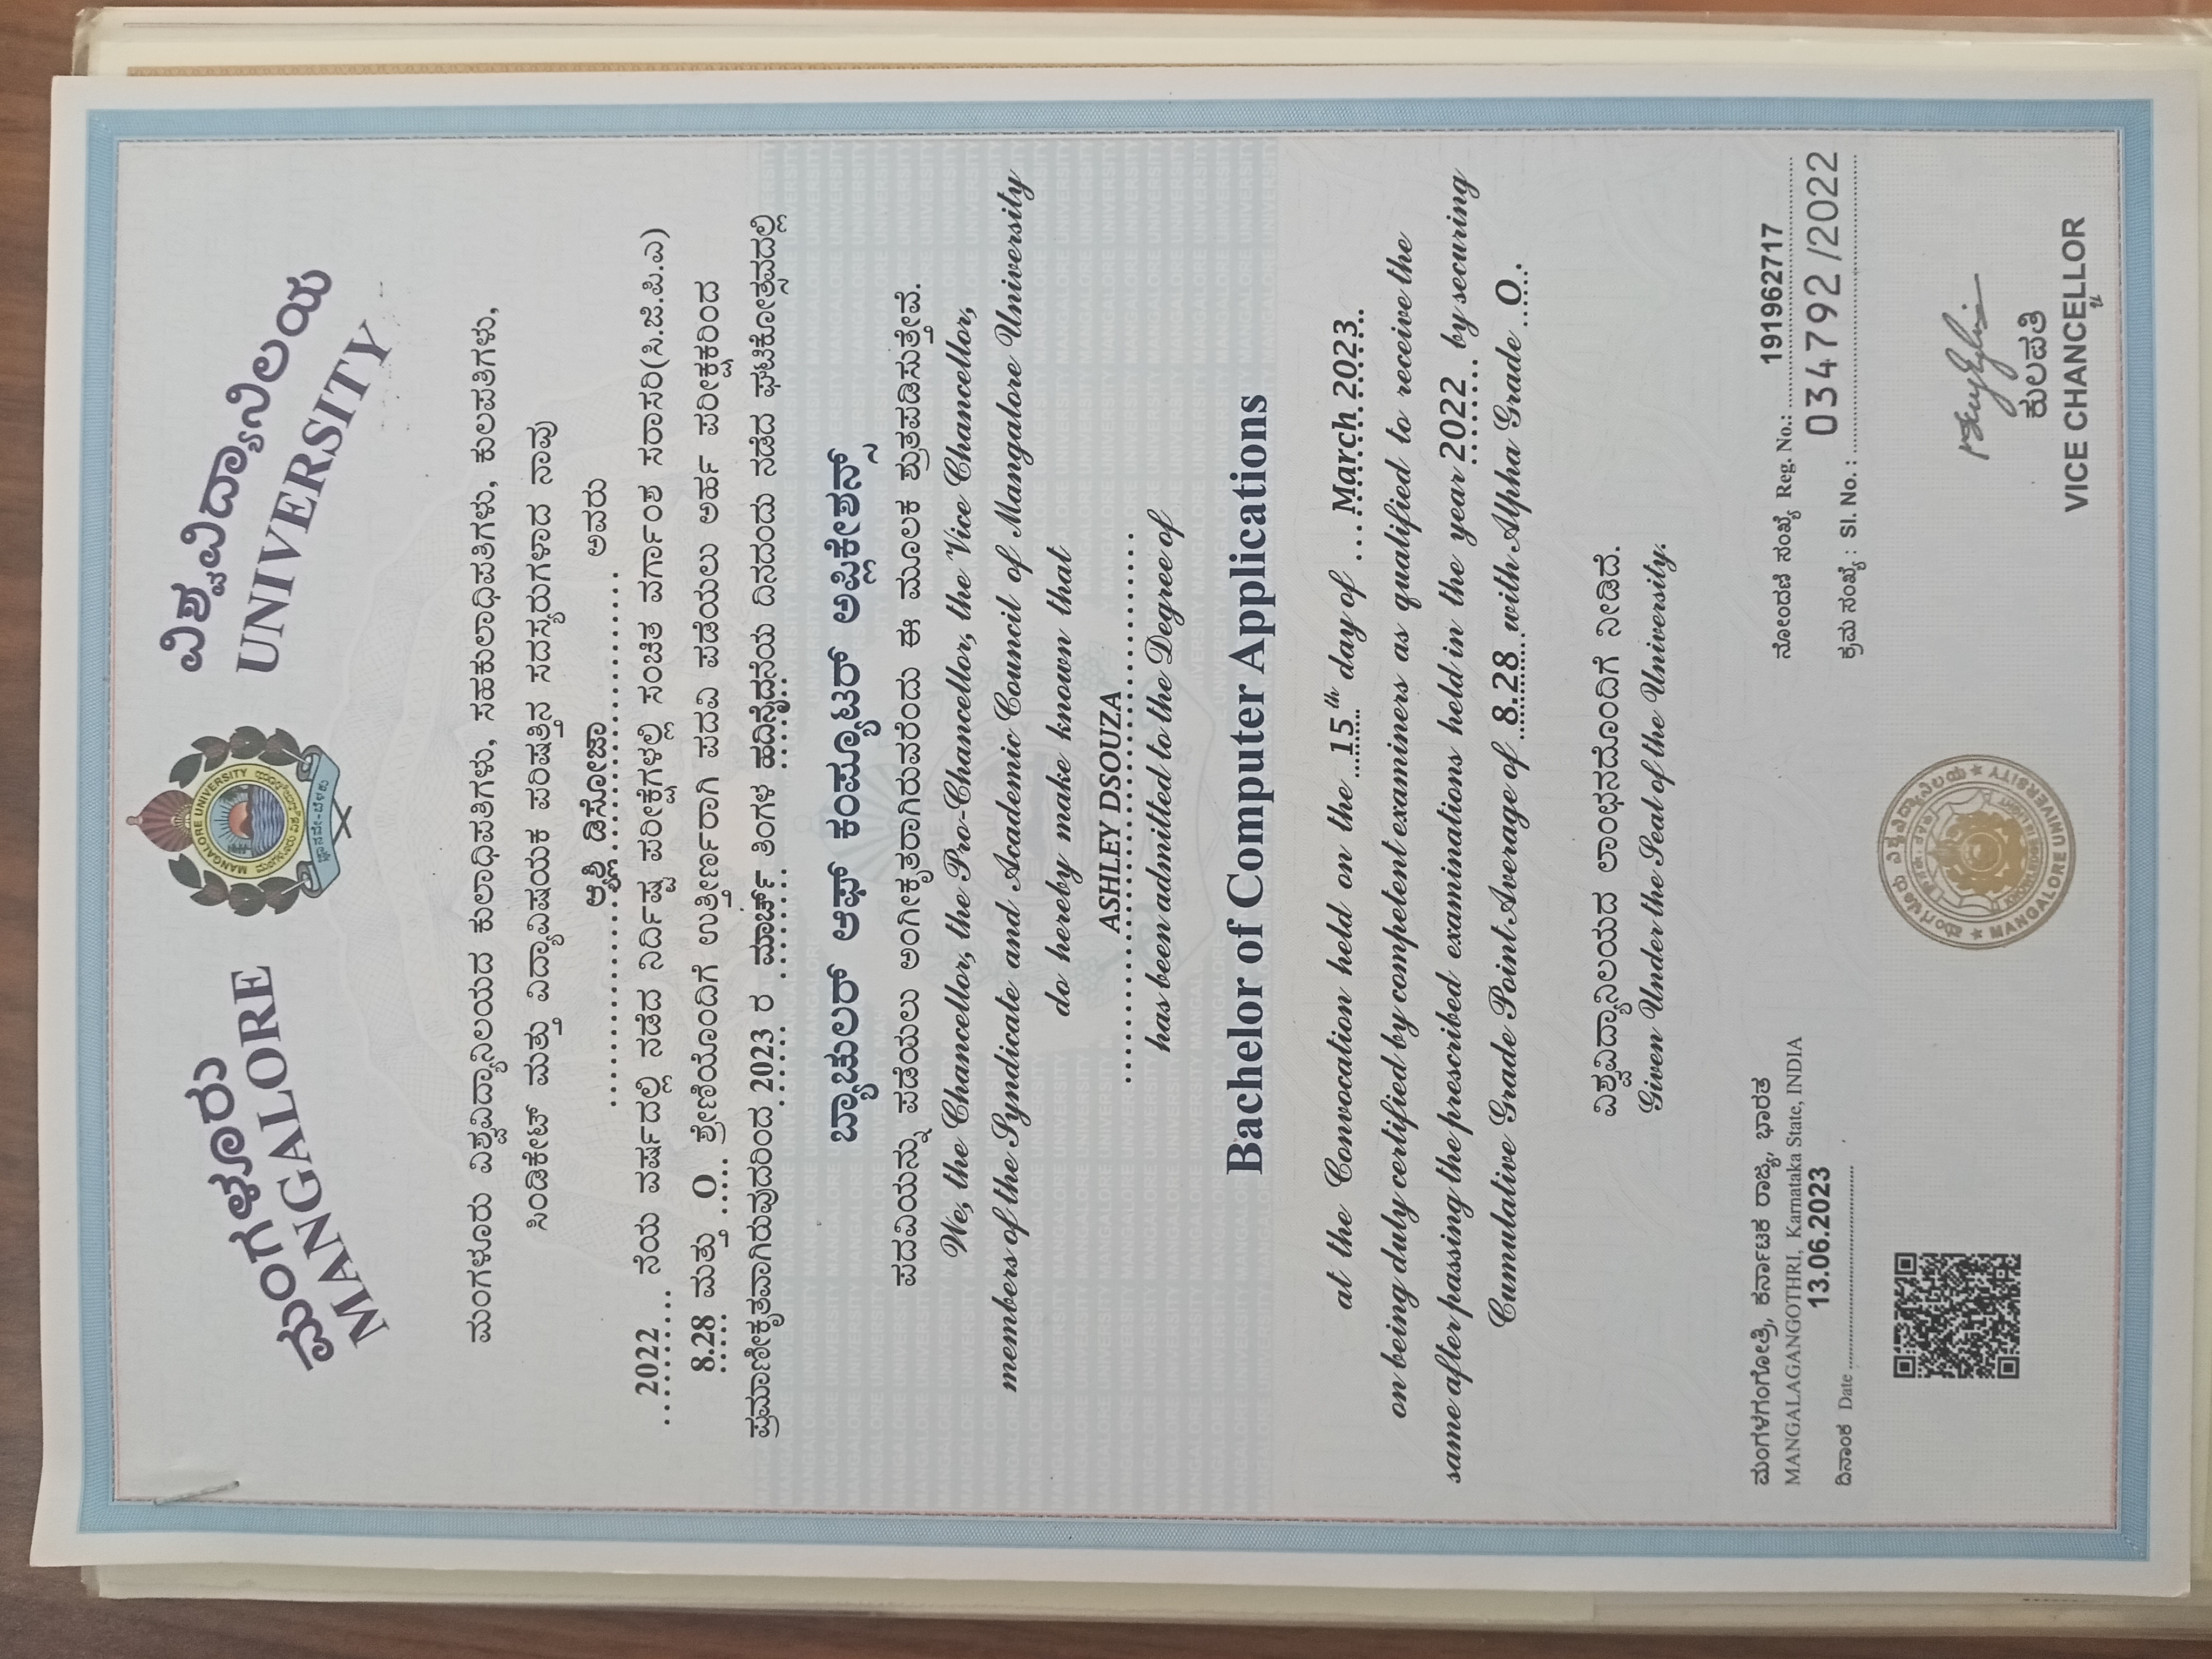 ಮಂಗಳೂರು ವಿಶ್ವವಿದ್ಯಾನಿಲಯ
MANGALORE UNIVERSITY
MANGALORE UNIVERSITY
ಮಂಗಳೂರು ವಿಶ್ವವಿದ್ಯಾನಿಲಯ
ಜ್ಞಾನವೇ-ಬೆಳಕು
ಮಂಗಳೂರು ವಿಶ್ವವಿದ್ಯಾನಿಲಯದ ಕುಲಾಧಿಪತಿಗಳು, ಸಹಕುಲಾಧಿಪತಿಗಳು, ಕುಲಪತಿಗಳು,
ಸಿಂಡಿಕೇಟ್ ಮತ್ತು ವಿದ್ಯಾವಿಷಯಕ ಪರಿಷತ್ತಿನ ಸದಸ್ಯರುಗಳಾದ ನಾವು
ಆ್ಯಶ್ಲಿ ಡಿಸೋಜಾ ಅವರು
2022 ನೆಯ ವರ್ಷದಲ್ಲಿ ನಡೆದ ನಿರ್ದಿಷ್ಟ ಪರೀಕ್ಷೆಗಳಲ್ಲಿ ಸಂಚಿತ ವರ್ಗಾಂಶ ಸರಾಸರಿ(ಸಿ.ಜಿ.ಪಿ.ಎ)
8.28 ಮತ್ತು O ಶ್ರೇಣಿಯೊಂದಿಗೆ ಉತ್ತೀರ್ಣರಾಗಿ ಪದವಿ ಪಡೆಯಲು ಅರ್ಹ ಪರೀಕ್ಷಕರಿಂದ
ಪ್ರಮಾಣೀಕೃತವಾಗಿರುವುದರಿಂದ 2023 ರ ಮಾರ್ಚ್ ತಿಂಗಳ ಹದಿನೈದನೆಯ ದಿನದಂದು ನಡೆದ ಘಟಿಕೋತ್ಸವದಲ್ಲಿ
ಬ್ಯಾಚುಲರ್ ಆಫ್ ಕಂಪ್ಯೂಟರ್ ಅಪ್ಲಿಕೇಶನ್ಸ್
ಪದವಿಯನ್ನು ಪಡೆಯಲು ಅಂಗೀಕೃತರಾಗಿರುವರೆಂದು ಈ ಮೂಲಕ ಶ್ರುತಪಡಿಸುತ್ತೇವೆ.
We, the Chancellor, the Pro-Chancellor, the Vice Chancellor,
members of the Syndicate and Academic Council of Mangalore University
do hereby make known that
ASHLEY DSOUZA
has been admitted to the Degree of
Bachelor of Computer Applications
at the Convocation held on the 15th day of March 2023
on being duly certified by competent examiners as qualified to receive the
same after passing the prescribed examinations held in the year 2022 by securing
Cumulative Grade Point Average of 8.28 with Alpha Grade O.
ವಿಶ್ವವಿದ್ಯಾನಿಲಯದ ಲಾಂಛನದೊಂದಿಗೆ ನೀಡಿದೆ.
Given Under the Seal of the University.
ಮಂಗಳಗಂಗೋತ್ರಿ, ಕರ್ನಾಟಕ ರಾಜ್ಯ, ಭಾರತ
MANGALAGANGOTHRI, Karnataka State, INDIA
ದಿನಾಂಕ Date 13.06.2023
ನೋಂದಣಿ ಸಂಖ್ಯೆ Reg. No.: 191962717
ಕ್ರಮ ಸಂಖ್ಯೆ : Sl. No. : 034792/2022
ಮಂಗಳೂರು ವಿಶ್ವವಿದ್ಯಾನಿಲಯ
KNOWLEDGE IS LIGHT
MANGALORE UNIVERSITY
ಕುಲಪತಿ
VICE CHANCELLOR